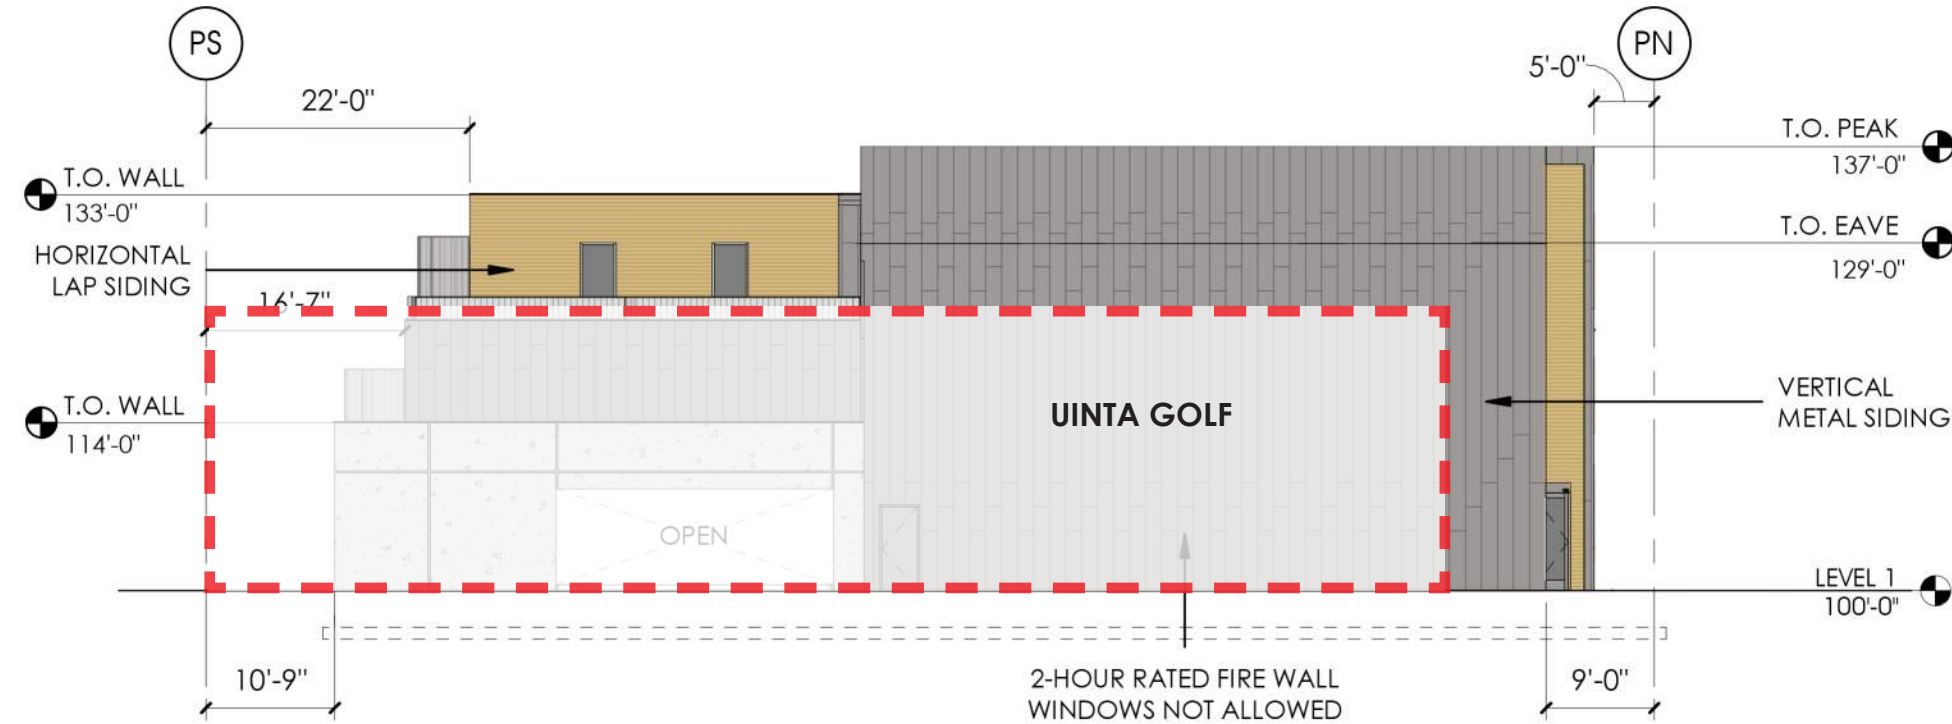 PS
PN
22'-0"
5'-0"
T.O. PEAK
137'-0"
T.O. WALL
133'-0"
T.O. EAVE
129'-0"
HORIZONTAL
LAP SIDING
16'-7"
T.O. WALL
114'-0"
UINTA GOLF
VERTICAL
METAL SIDING
OPEN
LEVEL 1
100'-0"
10'-9"
2-HOUR RATED FIRE WALL
WINDOWS NOT ALLOWED
9'-0"